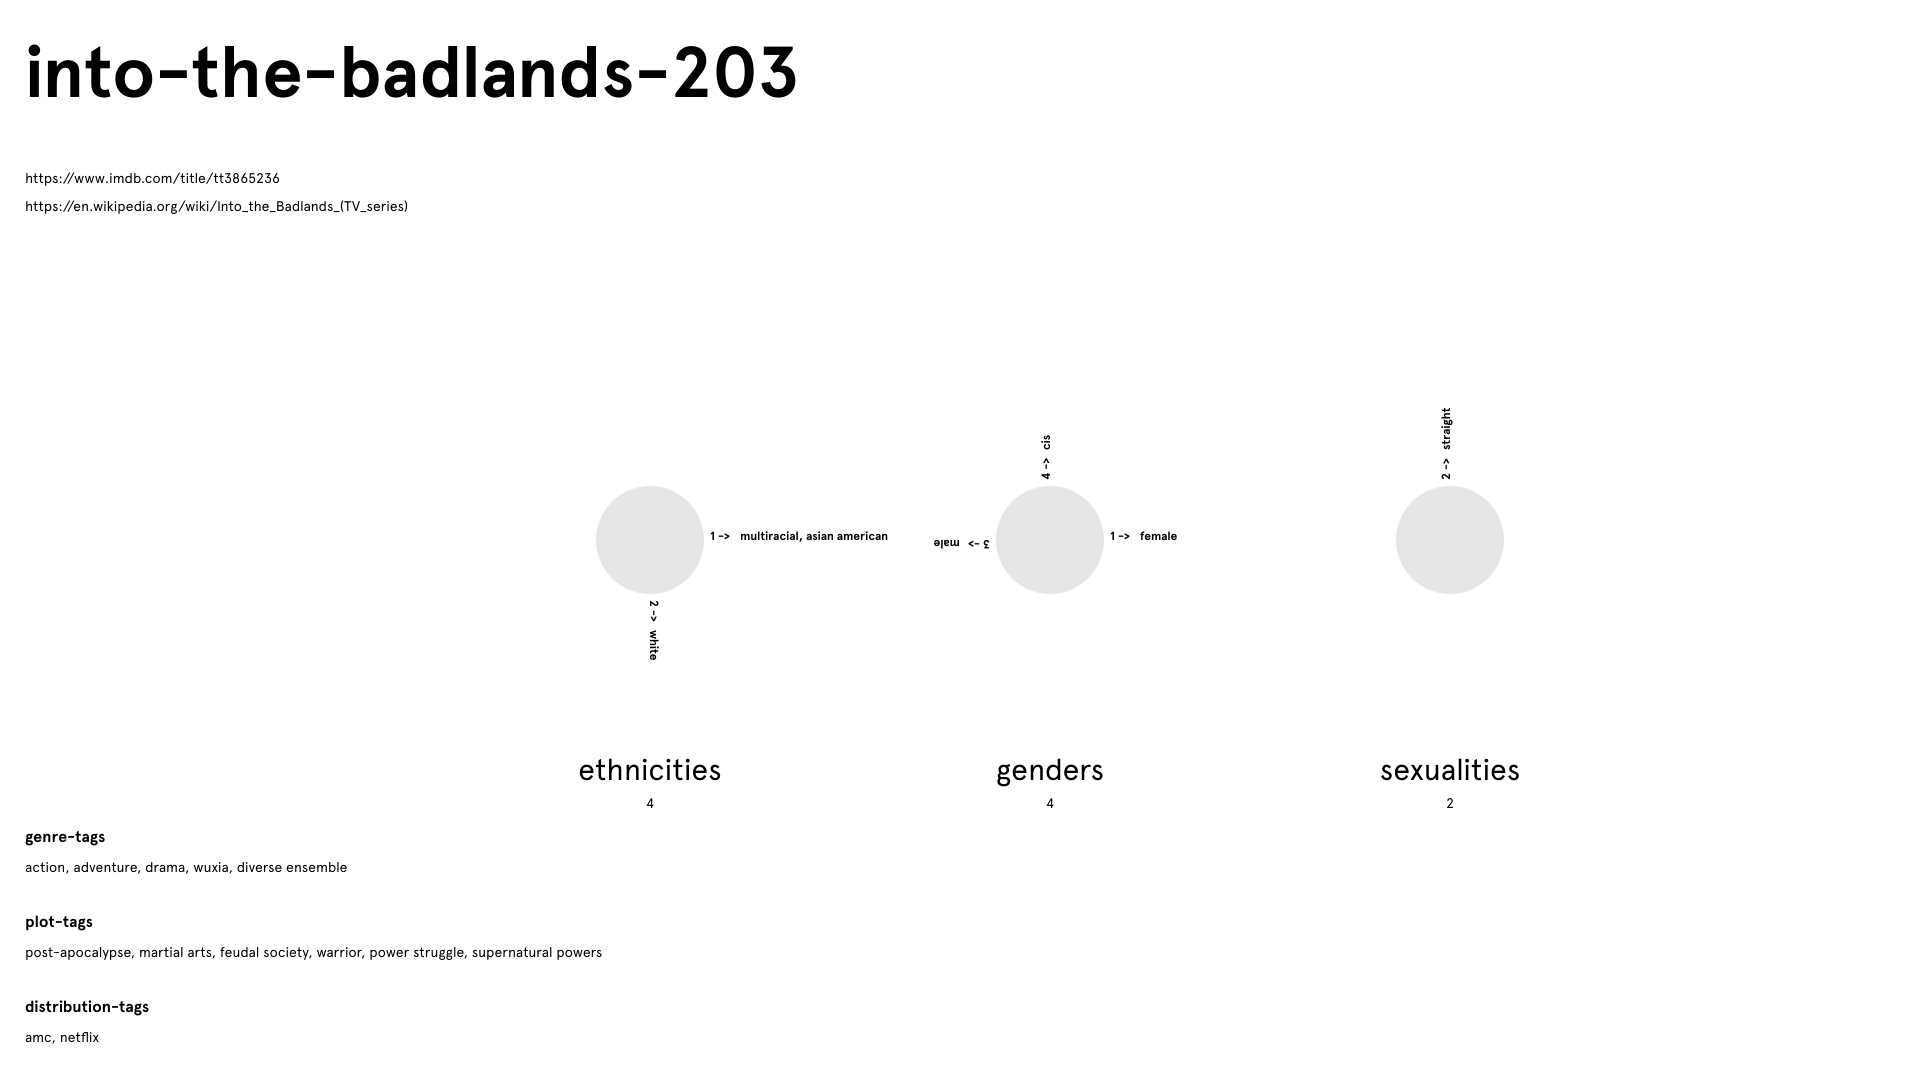 into-the-badlands-203
https://www.imdb.com/title/tt3865236
https://en.wikipedia.org/wiki/Into_the_Badlands_(TV_series)
1 -> multiracial, asian american
2 -> white
4 -> cis
3 -> male
1 -> female
2 -> straight
ethnicities
4
genders
4
sexualities
2
genre-tags
action, adventure, drama, wuxia, diverse ensemble
plot-tags
post-apocalypse, martial arts, feudal society, warrior, power struggle, supernatural powers
distribution-tags
amc, netflix